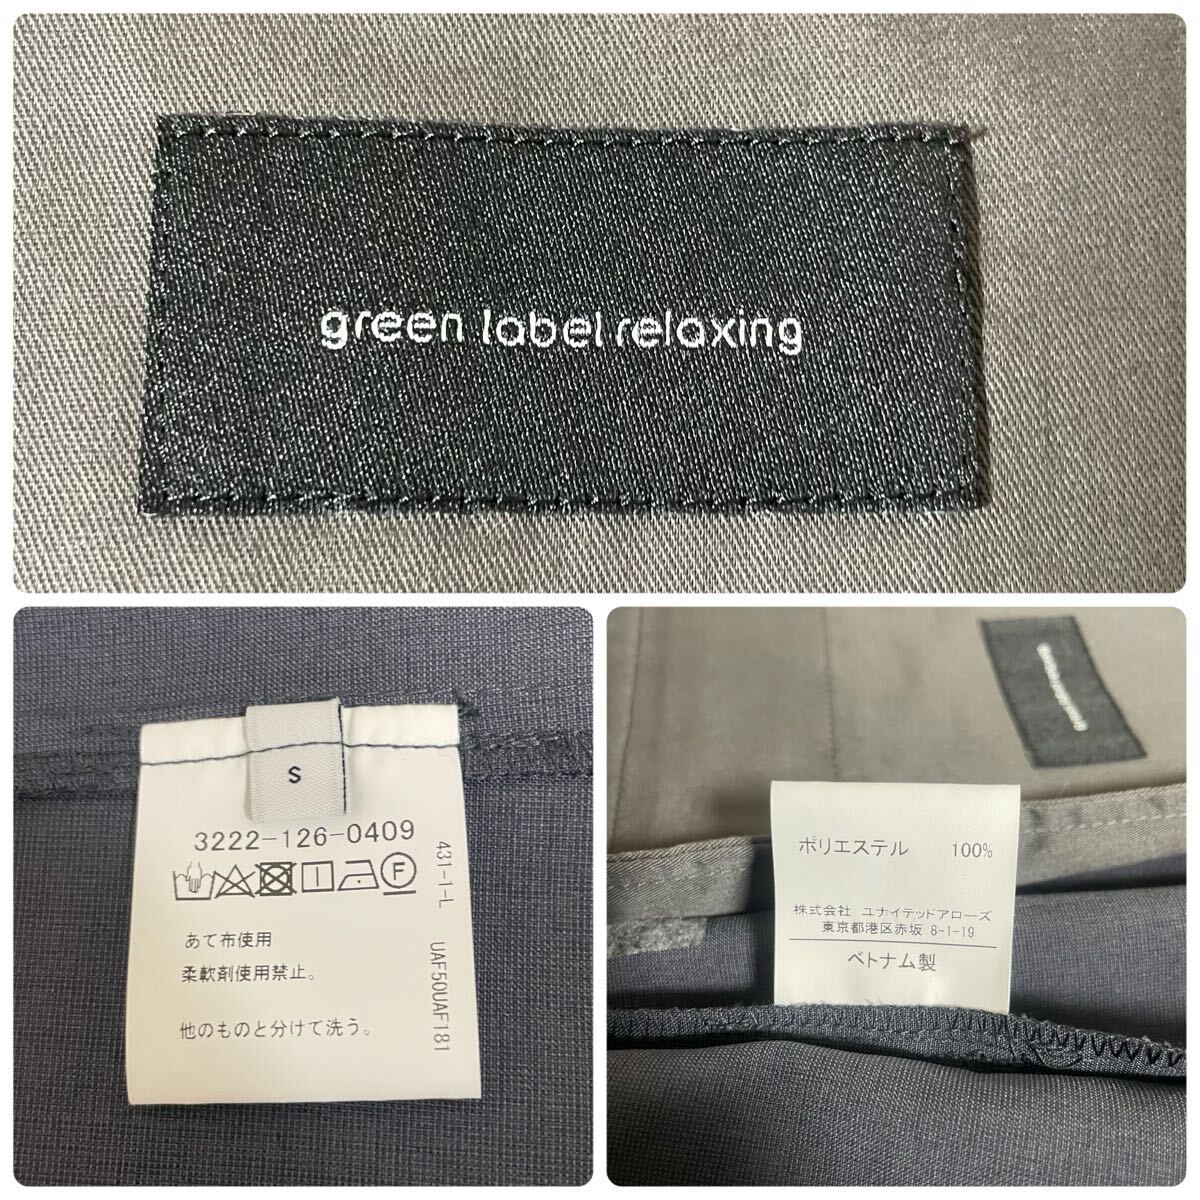 green label relaxing
S
3222-126-0409
F
あて布使用
柔軟剤使用禁止。
他のものと分けて洗う。
431-1-L
UAF50UAF181
ポリエステル 100%
株式会社 ユナイテッドアローズ
東京都港区赤坂 8-1-19
ベトナム製